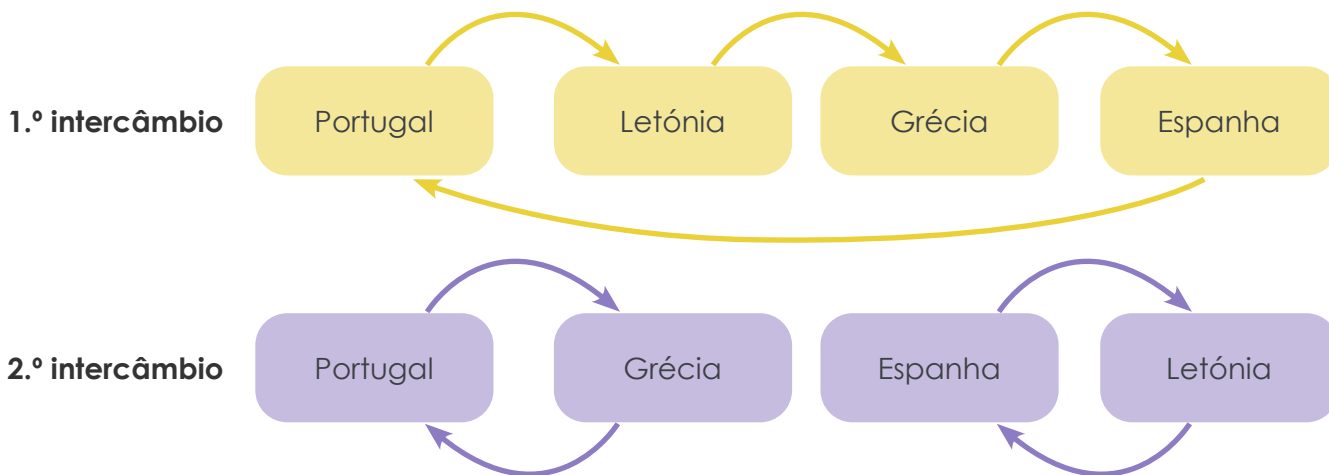 1.º intercâmbio
Portugal
Letónia
Grécia
Espanha
2.º intercâmbio
Portugal
Grécia
Espanha
Letónia